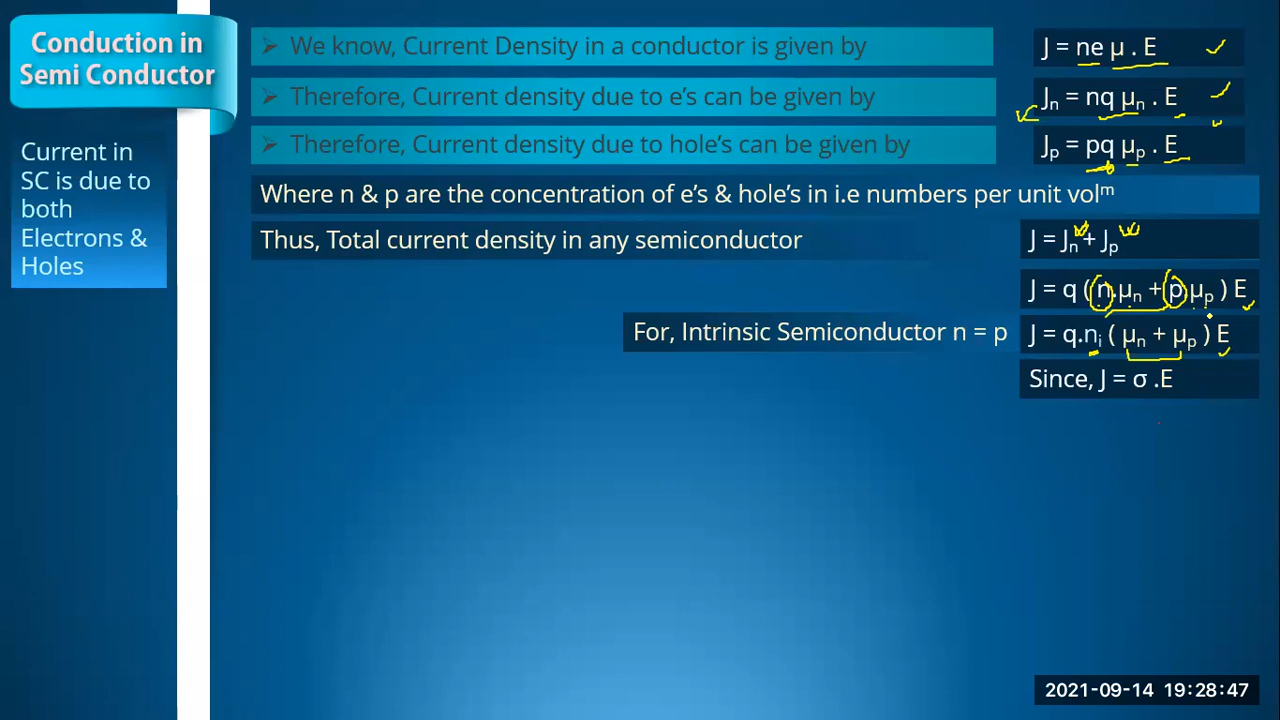 Conduction in
Semi Conductor
Current in
SC is due to
both
Electrons &
Holes
➢ We know, Current Density in a conductor is given by
J = ne μ . E
➢ Therefore, Current density due to e's can be given by
Jn = nq μn . E
➢ Therefore, Current density due to hole's can be given by
Jp = pq μp . E
Where n & p are the concentration of e's & hole's in i.e numbers per unit volᵐ
Thus, Total current density in any semiconductor
J = Jn + Jp
J = q ( n.μn + p μp ) E
For, Intrinsic Semiconductor n = p
J = q.ni ( μn + μp ) E
Since, J = σ .E
2021-09-14 19:28:47